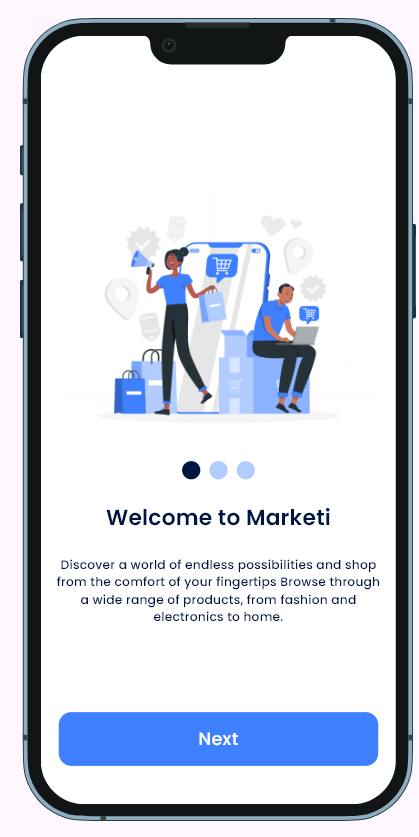 Welcome to Marketi
Discover a world of endless possibilities and shop
from the comfort of your fingertips Browse through
a wide range of products, from fashion and
electronics to home.
Next